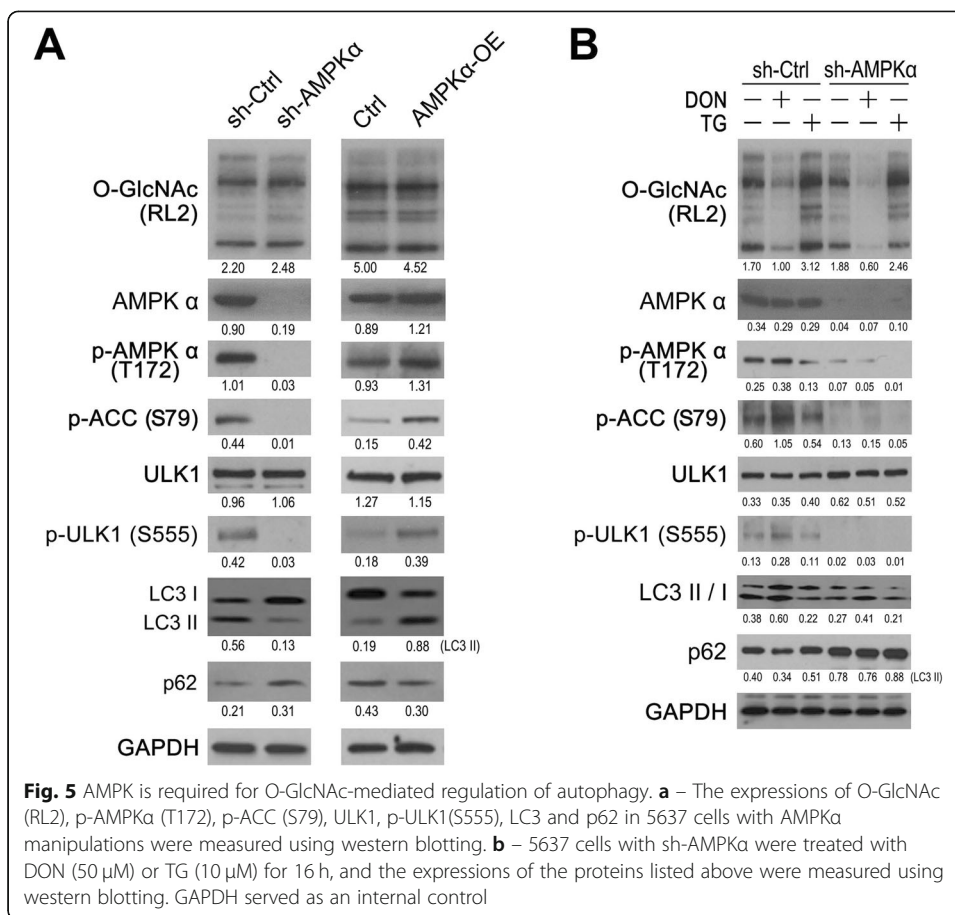 A
sh-Ctrl sh-AMPKα Ctrl AMPKα-OE
O-GlcNAc
(RL2)
2.20 2.48 5.00 4.52
AMPK α
0.90 0.19 0.89 1.21
p-AMPK α
(T172)
1.01 0.03 0.93 1.31
p-ACC (S79)
0.44 0.01 0.15 0.42
ULK1
0.96 1.06 1.27 1.15
p-ULK1 (S555)
0.42 0.03 0.18 0.39
LC3 I
LC3 II
0.56 0.13 0.19 0.88 (LC3 II)
p62
0.21 0.31 0.43 0.30
GAPDH
B
sh-Ctrl sh-AMPKα
DON − + − − + −
TG − − + − − +
O-GlcNAc
(RL2)
1.70 1.00 3.12 1.88 0.60 2.46
AMPK α
0.34 0.29 0.29 0.04 0.07 0.10
p-AMPK α
(T172)
0.25 0.38 0.13 0.07 0.05 0.01
p-ACC (S79)
0.60 1.05 0.54 0.13 0.15 0.05
ULK1
0.33 0.35 0.40 0.62 0.51 0.52
p-ULK1 (S555)
0.13 0.28 0.11 0.02 0.03 0.01
LC3 II / I
0.38 0.60 0.22 0.27 0.41 0.21
p62
0.40 0.34 0.51 0.78 0.76 0.88 (LC3 II)
GAPDH
Fig. 5 AMPK is required for O-GlcNAc-mediated regulation of autophagy. a – The expressions of O-GlcNAc
(RL2), p-AMPKα (T172), p-ACC (S79), ULK1, p-ULK1(S555), LC3 and p62 in 5637 cells with AMPKα
manipulations were measured using western blotting. b – 5637 cells with sh-AMPKα were treated with
DON (50 μM) or TG (10 μM) for 16 h, and the expressions of the proteins listed above were measured using
western blotting. GAPDH served as an internal control